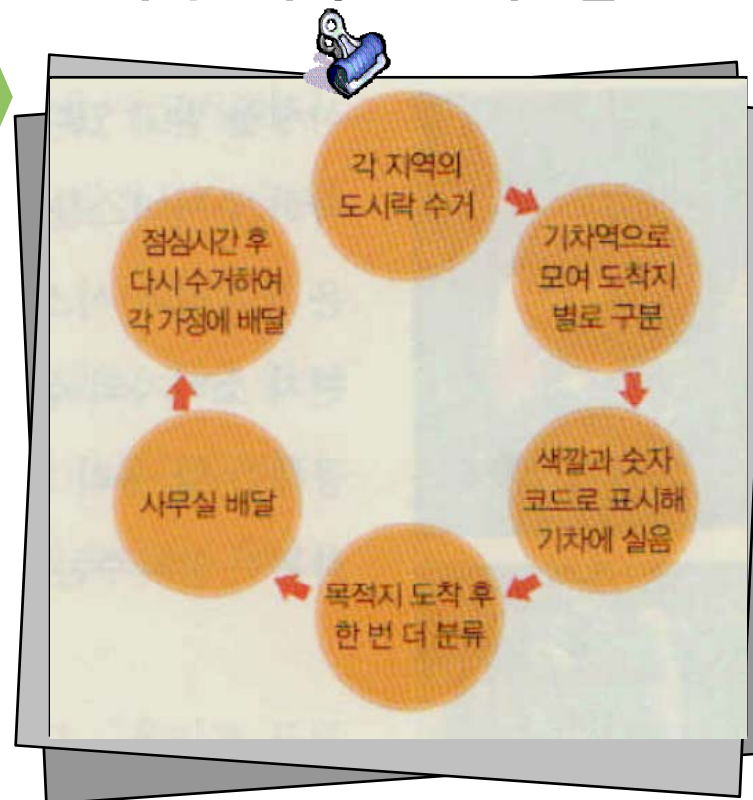 각 지역의
도시락 수거
기차역으로
모여 도착지
별로 구분
색깔과 숫자
코드로 표시해
기차에 실음
목적지 도착 후
한 번 더 분류
사무실 배달
점심시간 후
다시 수거하여
각 가정에 배달